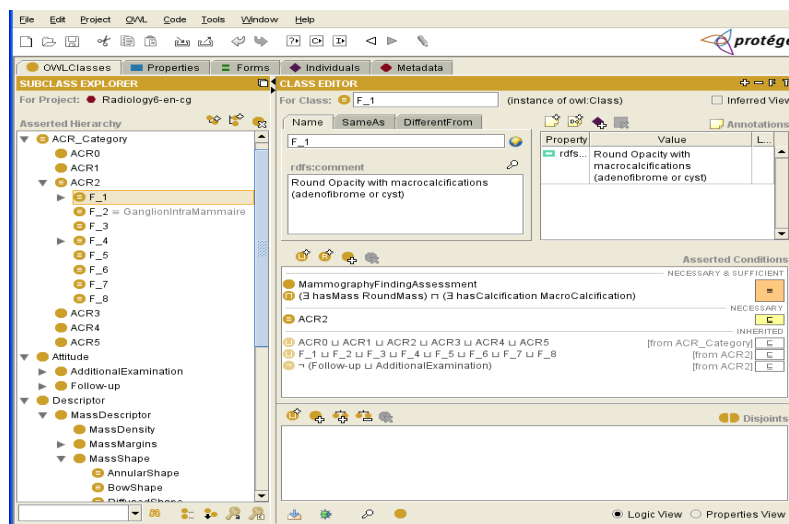 File Edit Project OWL Code Tools Window Help
protégé
OWLClasses Properties Forms Individuals Metadata
SUBCLASS EXPLORER
For Project: Radiology6-en-cg
Asserted Hierarchy
ACR_Category
ACR0
ACR1
ACR2
F_1
F_2 = GanglionIntraMammaire
F_3
F_4
F_5
F_6
F_7
F_8
ACR3
ACR4
ACR5
Attitude
AdditionalExamination
Follow-up
Descriptor
MassDescriptor
MassDensity
MassMargins
MassShape
AnnularShape
BowShape
DiffusedShape
CLASS EDITOR
For Class: F_1 (instance of owl:Class) Inferred View
Name SameAs DifferentFrom
F_1
rdfs:comment
Round Opacity with macrocalcifications
(adenofibrome or cyst)
Annotations
Property Value L...
rdfs... Round Opacity with
macrocalcifications
(adenofibrome or cyst)
Asserted Conditions
NECESSARY & SUFFICIENT
MammographyFindingAssessment
(∃ hasMass RoundMass) ⊓ (∃ hasCalcification MacroCalcification)
≡
NECESSARY
ACR2 ⊑
INHERITED
ACR0 ⊔ ACR1 ⊔ ACR2 ⊔ ACR3 ⊔ ACR4 ⊔ ACR5 [from ACR_Category] ⊑
F_1 ⊔ F_2 ⊔ F_3 ⊔ F_4 ⊔ F_5 ⊔ F_6 ⊔ F_7 ⊔ F_8 [from ACR2] ⊑
¬ (Follow-up ⊔ AdditionalExamination) [from ACR2] ⊑
Disjoints
Logic View Properties View